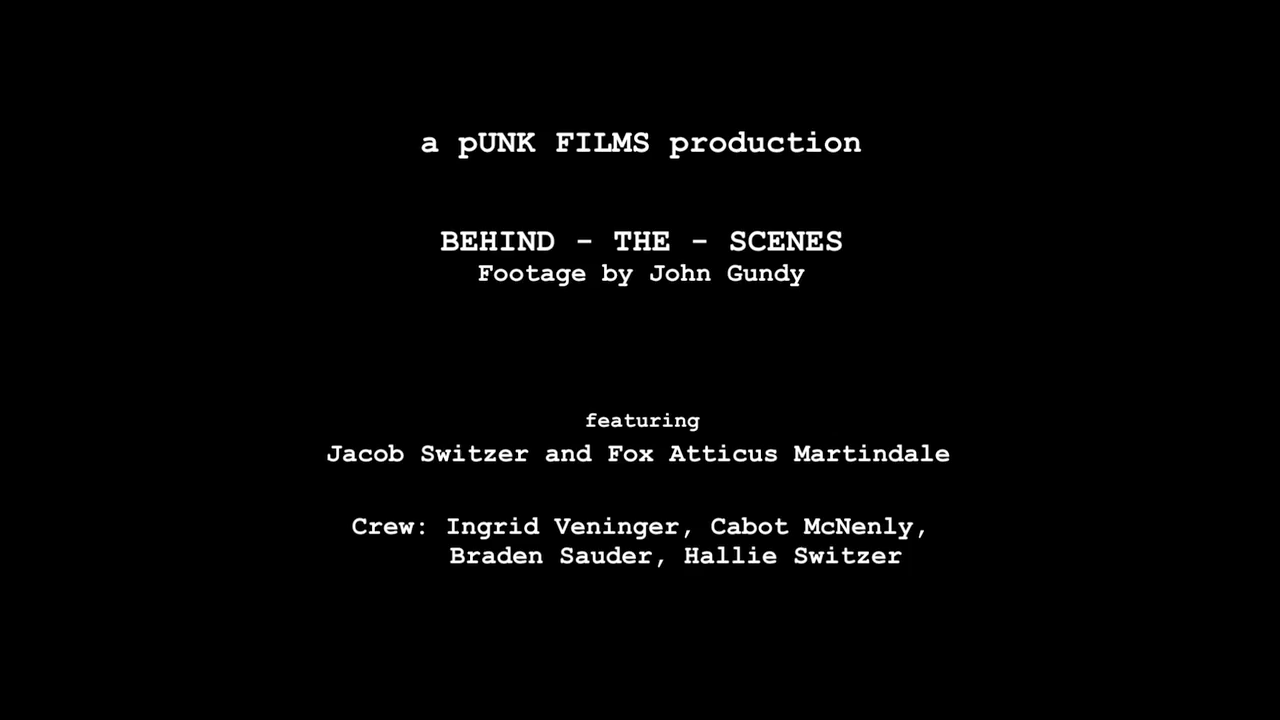 a pUNK FILMS production
BEHIND - THE - SCENES
Footage by John Gundy
featuring
Jacob Switzer and Fox Atticus Martindale
Crew: Ingrid Veninger, Cabot McNenly,
Braden Sauder, Hallie Switzer